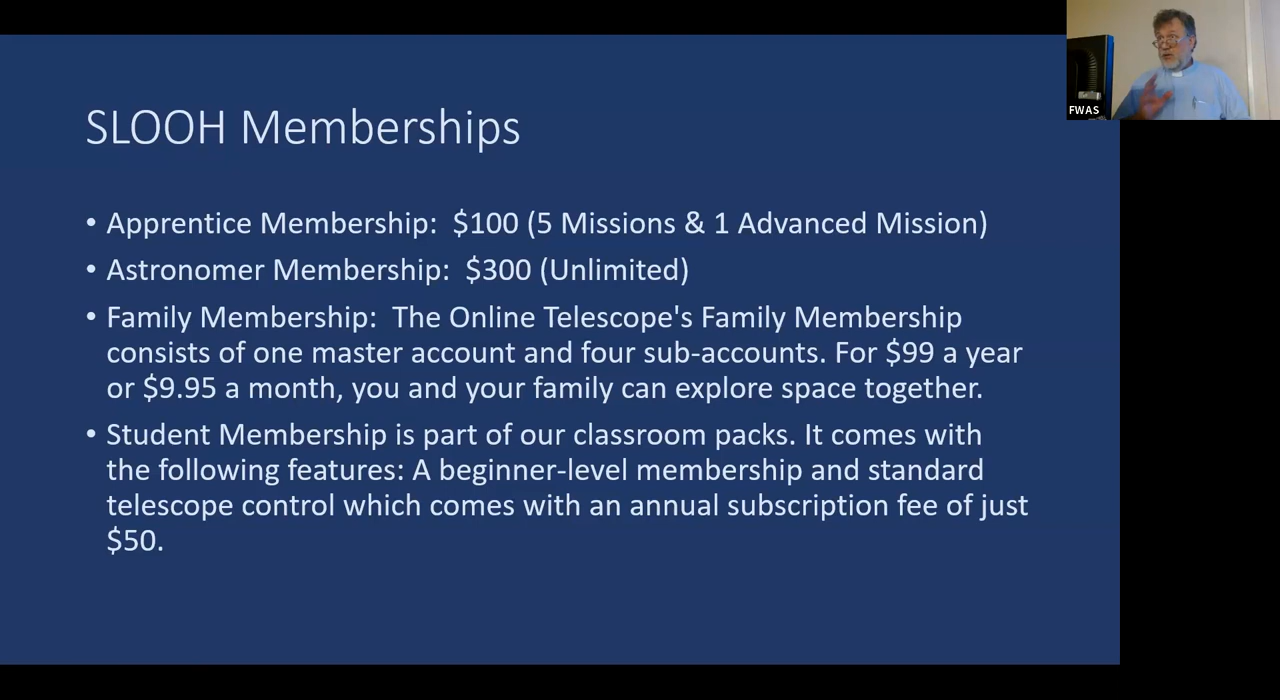 SLOOH Memberships
• Apprentice Membership:  $100 (5 Missions & 1 Advanced Mission)
• Astronomer Membership:  $300 (Unlimited)
• Family Membership:  The Online Telescope's Family Membership
consists of one master account and four sub-accounts. For $99 a year
or $9.95 a month, you and your family can explore space together.
• Student Membership is part of our classroom packs. It comes with
the following features: A beginner-level membership and standard
telescope control which comes with an annual subscription fee of just
$50.
FWAS